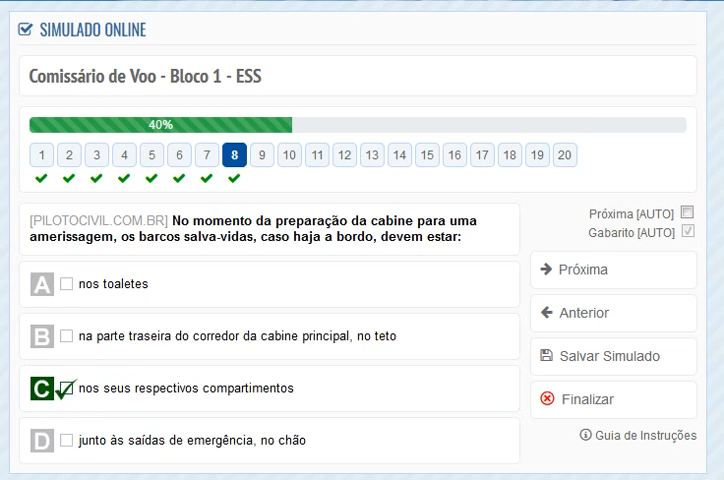 SIMULADO ONLINE
Comissário de Voo - Bloco 1 - ESS
40%
1 2 3 4 5 6 7 8 9 10 11 12 13 14 15 16 17 18 19 20
[PILOTOCIVIL.COM.BR] No momento da preparação da cabine para uma
amerissagem, os barcos salva-vidas, caso haja a bordo, devem estar:
A nos toaletes
B na parte traseira do corredor da cabine principal, no teto
C nos seus respectivos compartimentos
D junto às saídas de emergência, no chão
Próxima [AUTO]
Gabarito [AUTO]
Próxima
Anterior
Salvar Simulado
Finalizar
Guia de Instruções